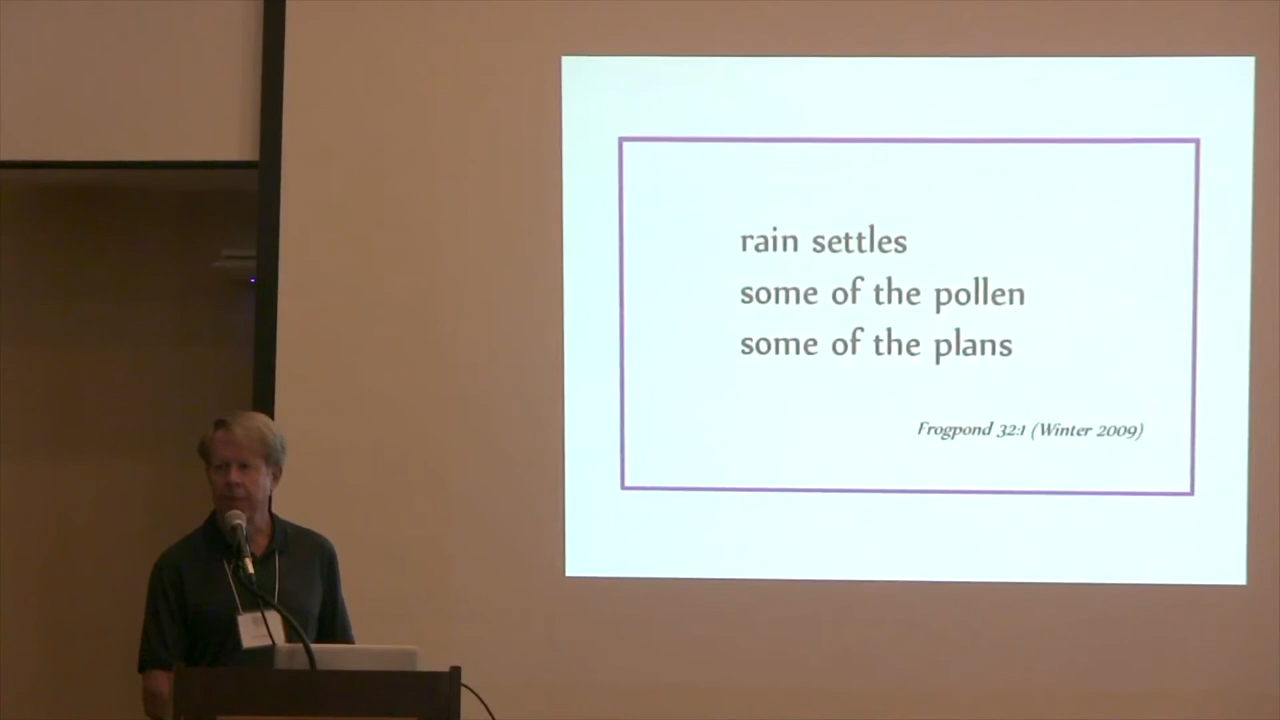 rain settles
some of the pollen
some of the plans
Frogpond 32:1 (Winter 2009)